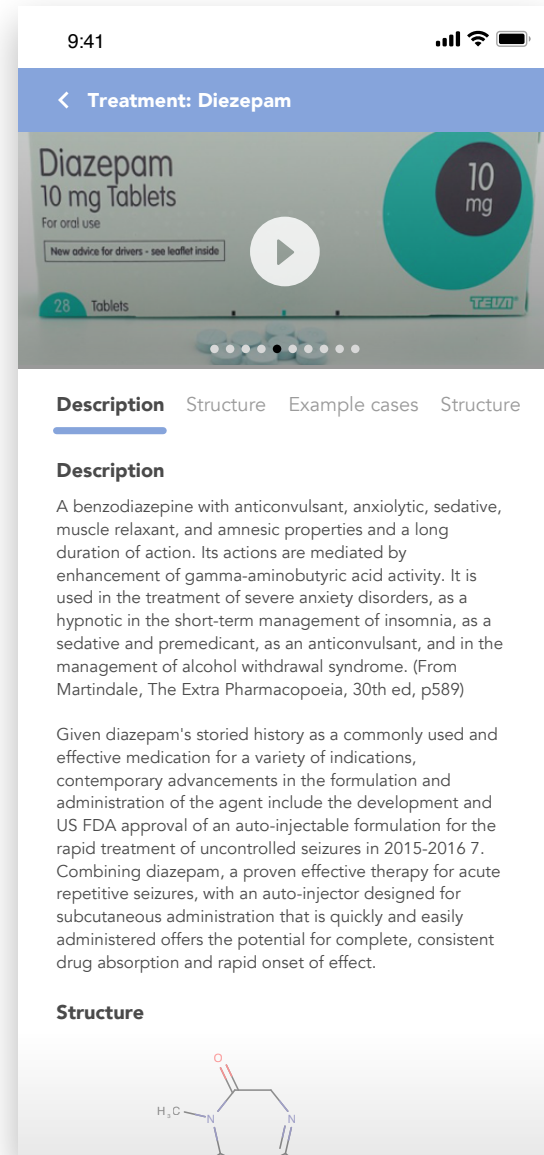 9:41
Treatment: Diezepam
Diazepam
10 mg Tablets
For oral use
New advice for drivers - see leaflet inside
28 Tablets
10
mg
TEVA
Description Structure Example cases Structure
Description
A benzodiazepine with anticonvulsant, anxiolytic, sedative,
muscle relaxant, and amnesic properties and a long
duration of action. Its actions are mediated by
enhancement of gamma-aminobutyric acid activity. It is
used in the treatment of severe anxiety disorders, as a
hypnotic in the short-term management of insomnia, as a
sedative and premedicant, as an anticonvulsant, and in the
management of alcohol withdrawal syndrome. (From
Martindale, The Extra Pharmacopoeia, 30th ed, p589)
Given diazepam's storied history as a commonly used and
effective medication for a variety of indications,
contemporary advancements in the formulation and
administration of the agent include the development and
US FDA approval of an auto-injectable formulation for the
rapid treatment of uncontrolled seizures in 2015-2016 7.
Combining diazepam, a proven effective therapy for acute
repetitive seizures, with an auto-injector designed for
subcutaneous administration that is quickly and easily
administered offers the potential for complete, consistent
drug absorption and rapid onset of effect.
Structure
O
H₃C
N
N